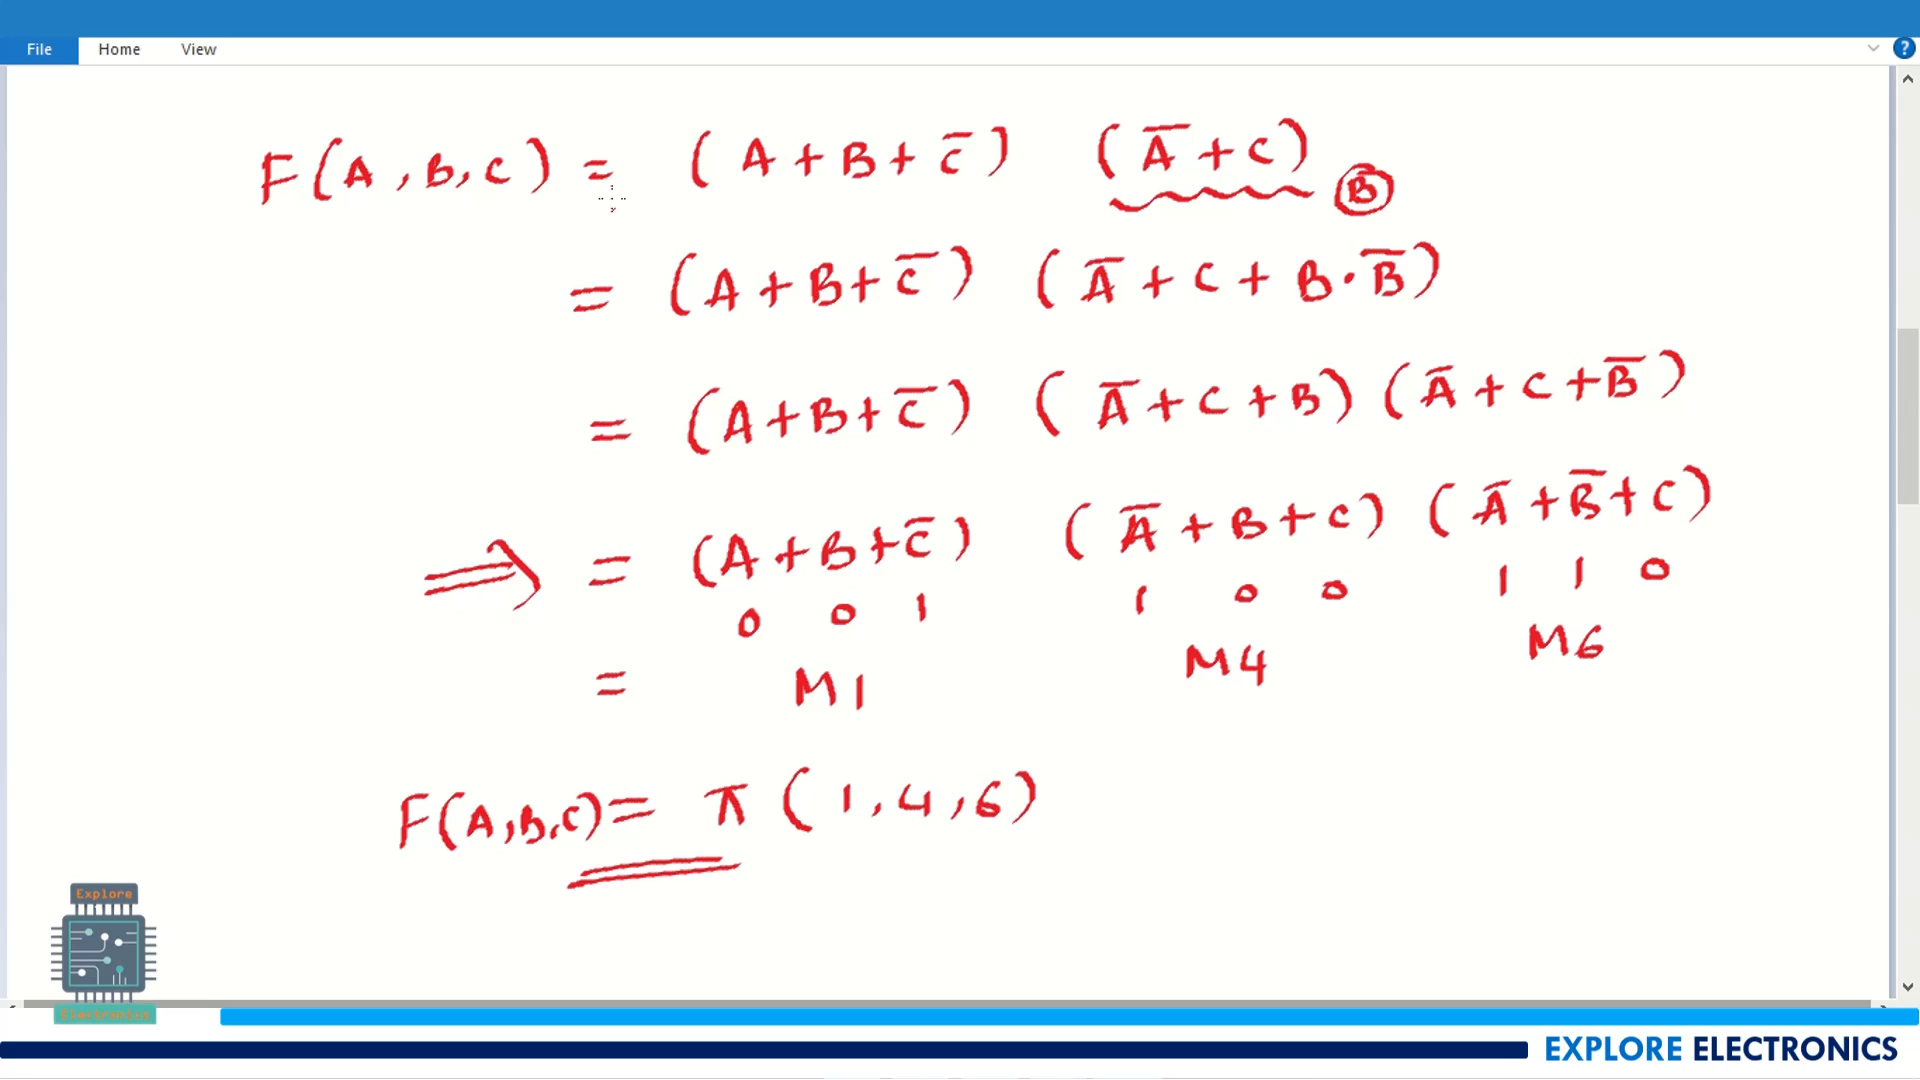 File Home View
F(A,B,C) = (A+B+C̅) (A̅+C) B
= (A+B+C̅) (A̅+C+B·B̅)
= (A+B+C̅) (A̅+C+B) (A̅+C+B̅)
⇒ = (A+B+C̅) (A̅+B+C) (A̅+B̅+C)
0 0 1 1 0 0 1 1 0
= M1 M4 M6
F(A,B,C) = π (1,4,6)
Explore
Electronics
EXPLORE ELECTRONICS